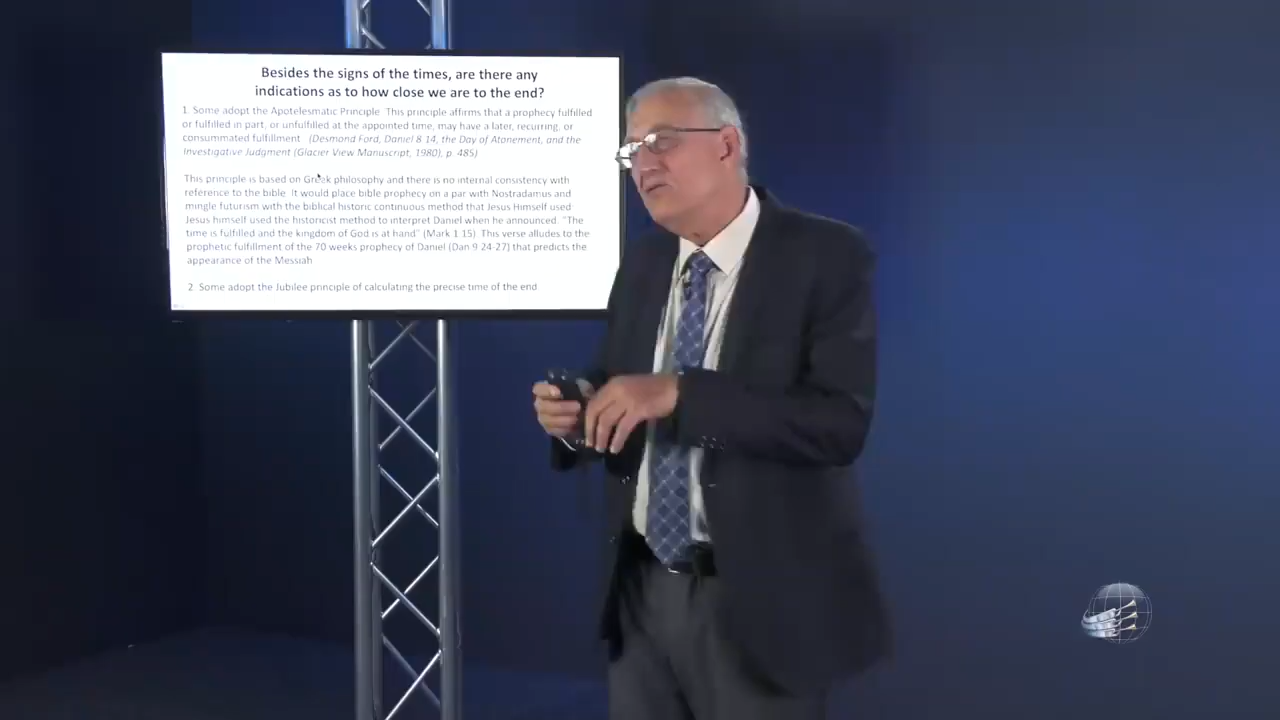 Besides the signs of the times, are there any
indications as to how close we are to the end?
1. Some adopt the Apotelesmatic Principle. This principle affirms that a prophecy fulfilled
or fulfilled in part, or unfulfilled at the appointed time, may have a later, recurring, or
consummated fulfillment. (Desmond Ford, Daniel 8:14, the Day of Atonement, and the
Investigative Judgment (Glacier View Manuscript, 1980), p. 485)
This principle is based on Greek philosophy and there is no internal consistency with
reference to the bible. It would place bible prophecy on a par with Nostradamus and
mingle futurism with the biblical historic continuous method that Jesus Himself used.
Jesus himself used the historicist method to interpret Daniel when he announced. "The
time is fulfilled and the kingdom of God is at hand" (Mark 1:15). This verse alludes to the
prophetic fulfillment of the 70 weeks prophecy of Daniel (Dan 9:24-27) that predicts the
appearance of the Messiah
2. Some adopt the Jubilee principle of calculating the precise time of the end